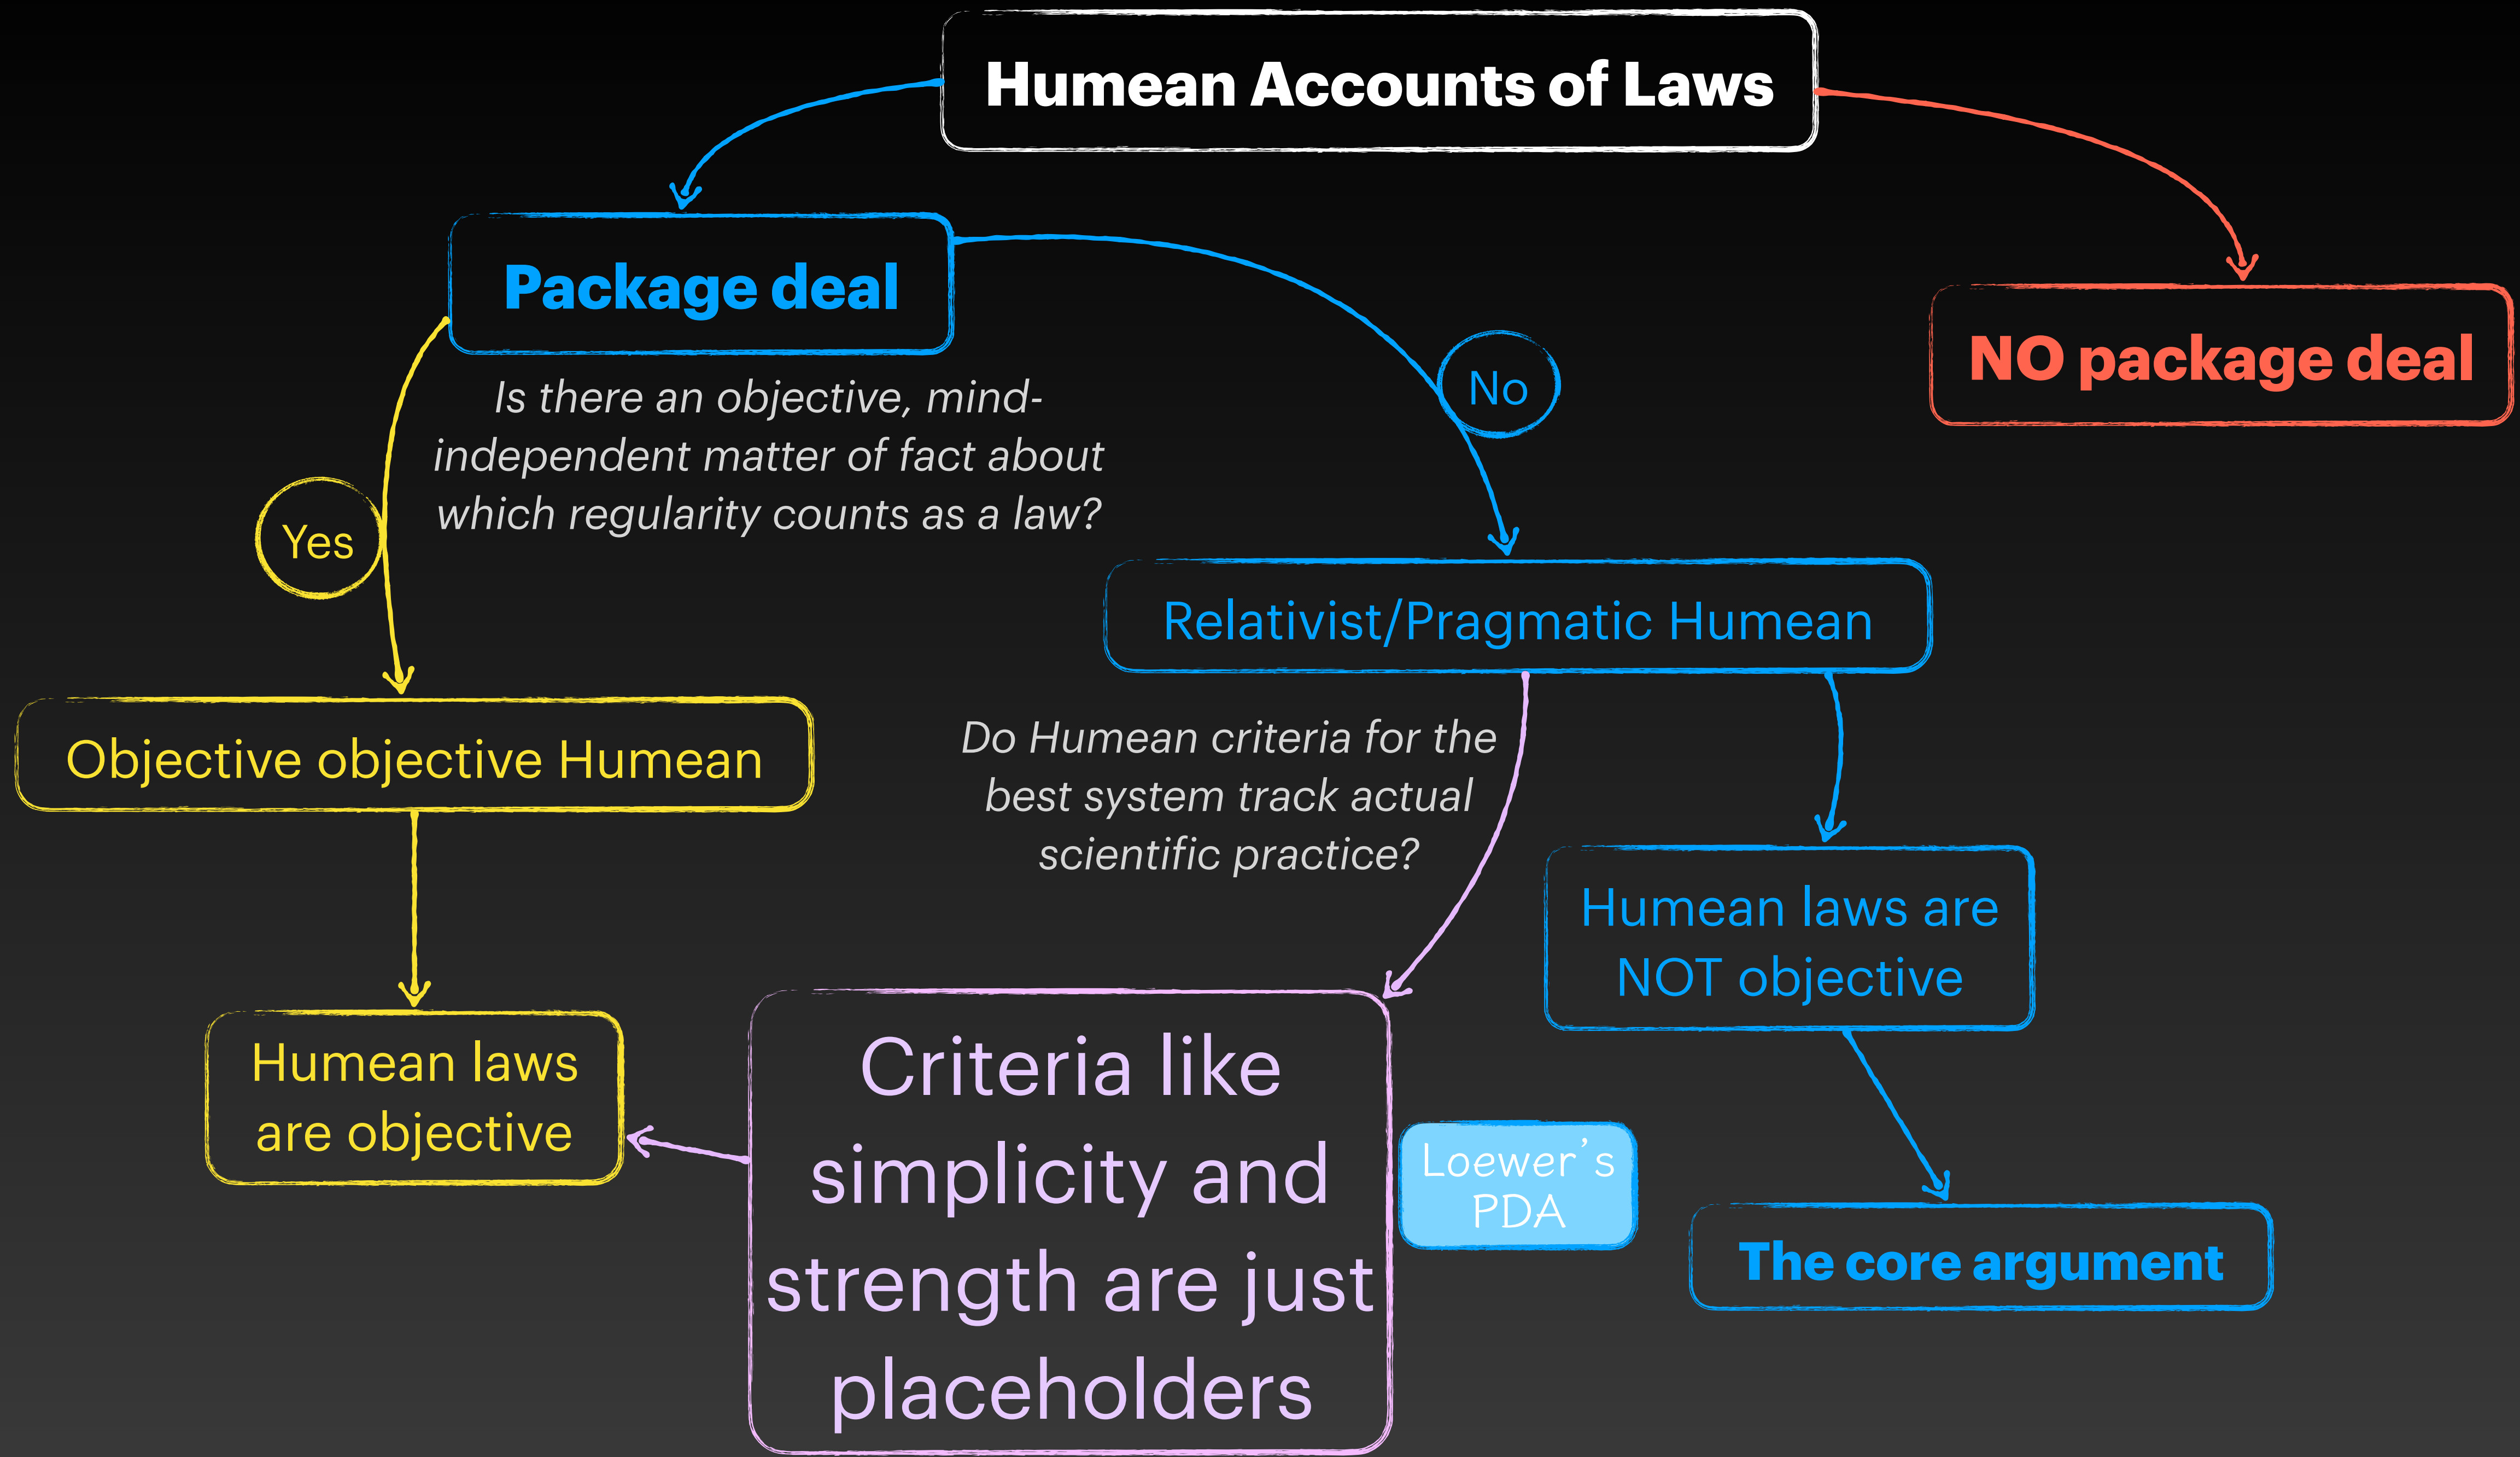 Humean Accounts of Laws
Package deal
NO package deal
Is there an objective, mind-
independent matter of fact about
which regularity counts as a law?
No
Yes
Relativist/Pragmatic Humean
Objective objective Humean
Do Humean criteria for the
best system track actual
scientific practice?
Humean laws are
NOT objective
Humean laws
are objective
Criteria like
simplicity and
strength are just
placeholders
Loewer's
PDA
The core argument